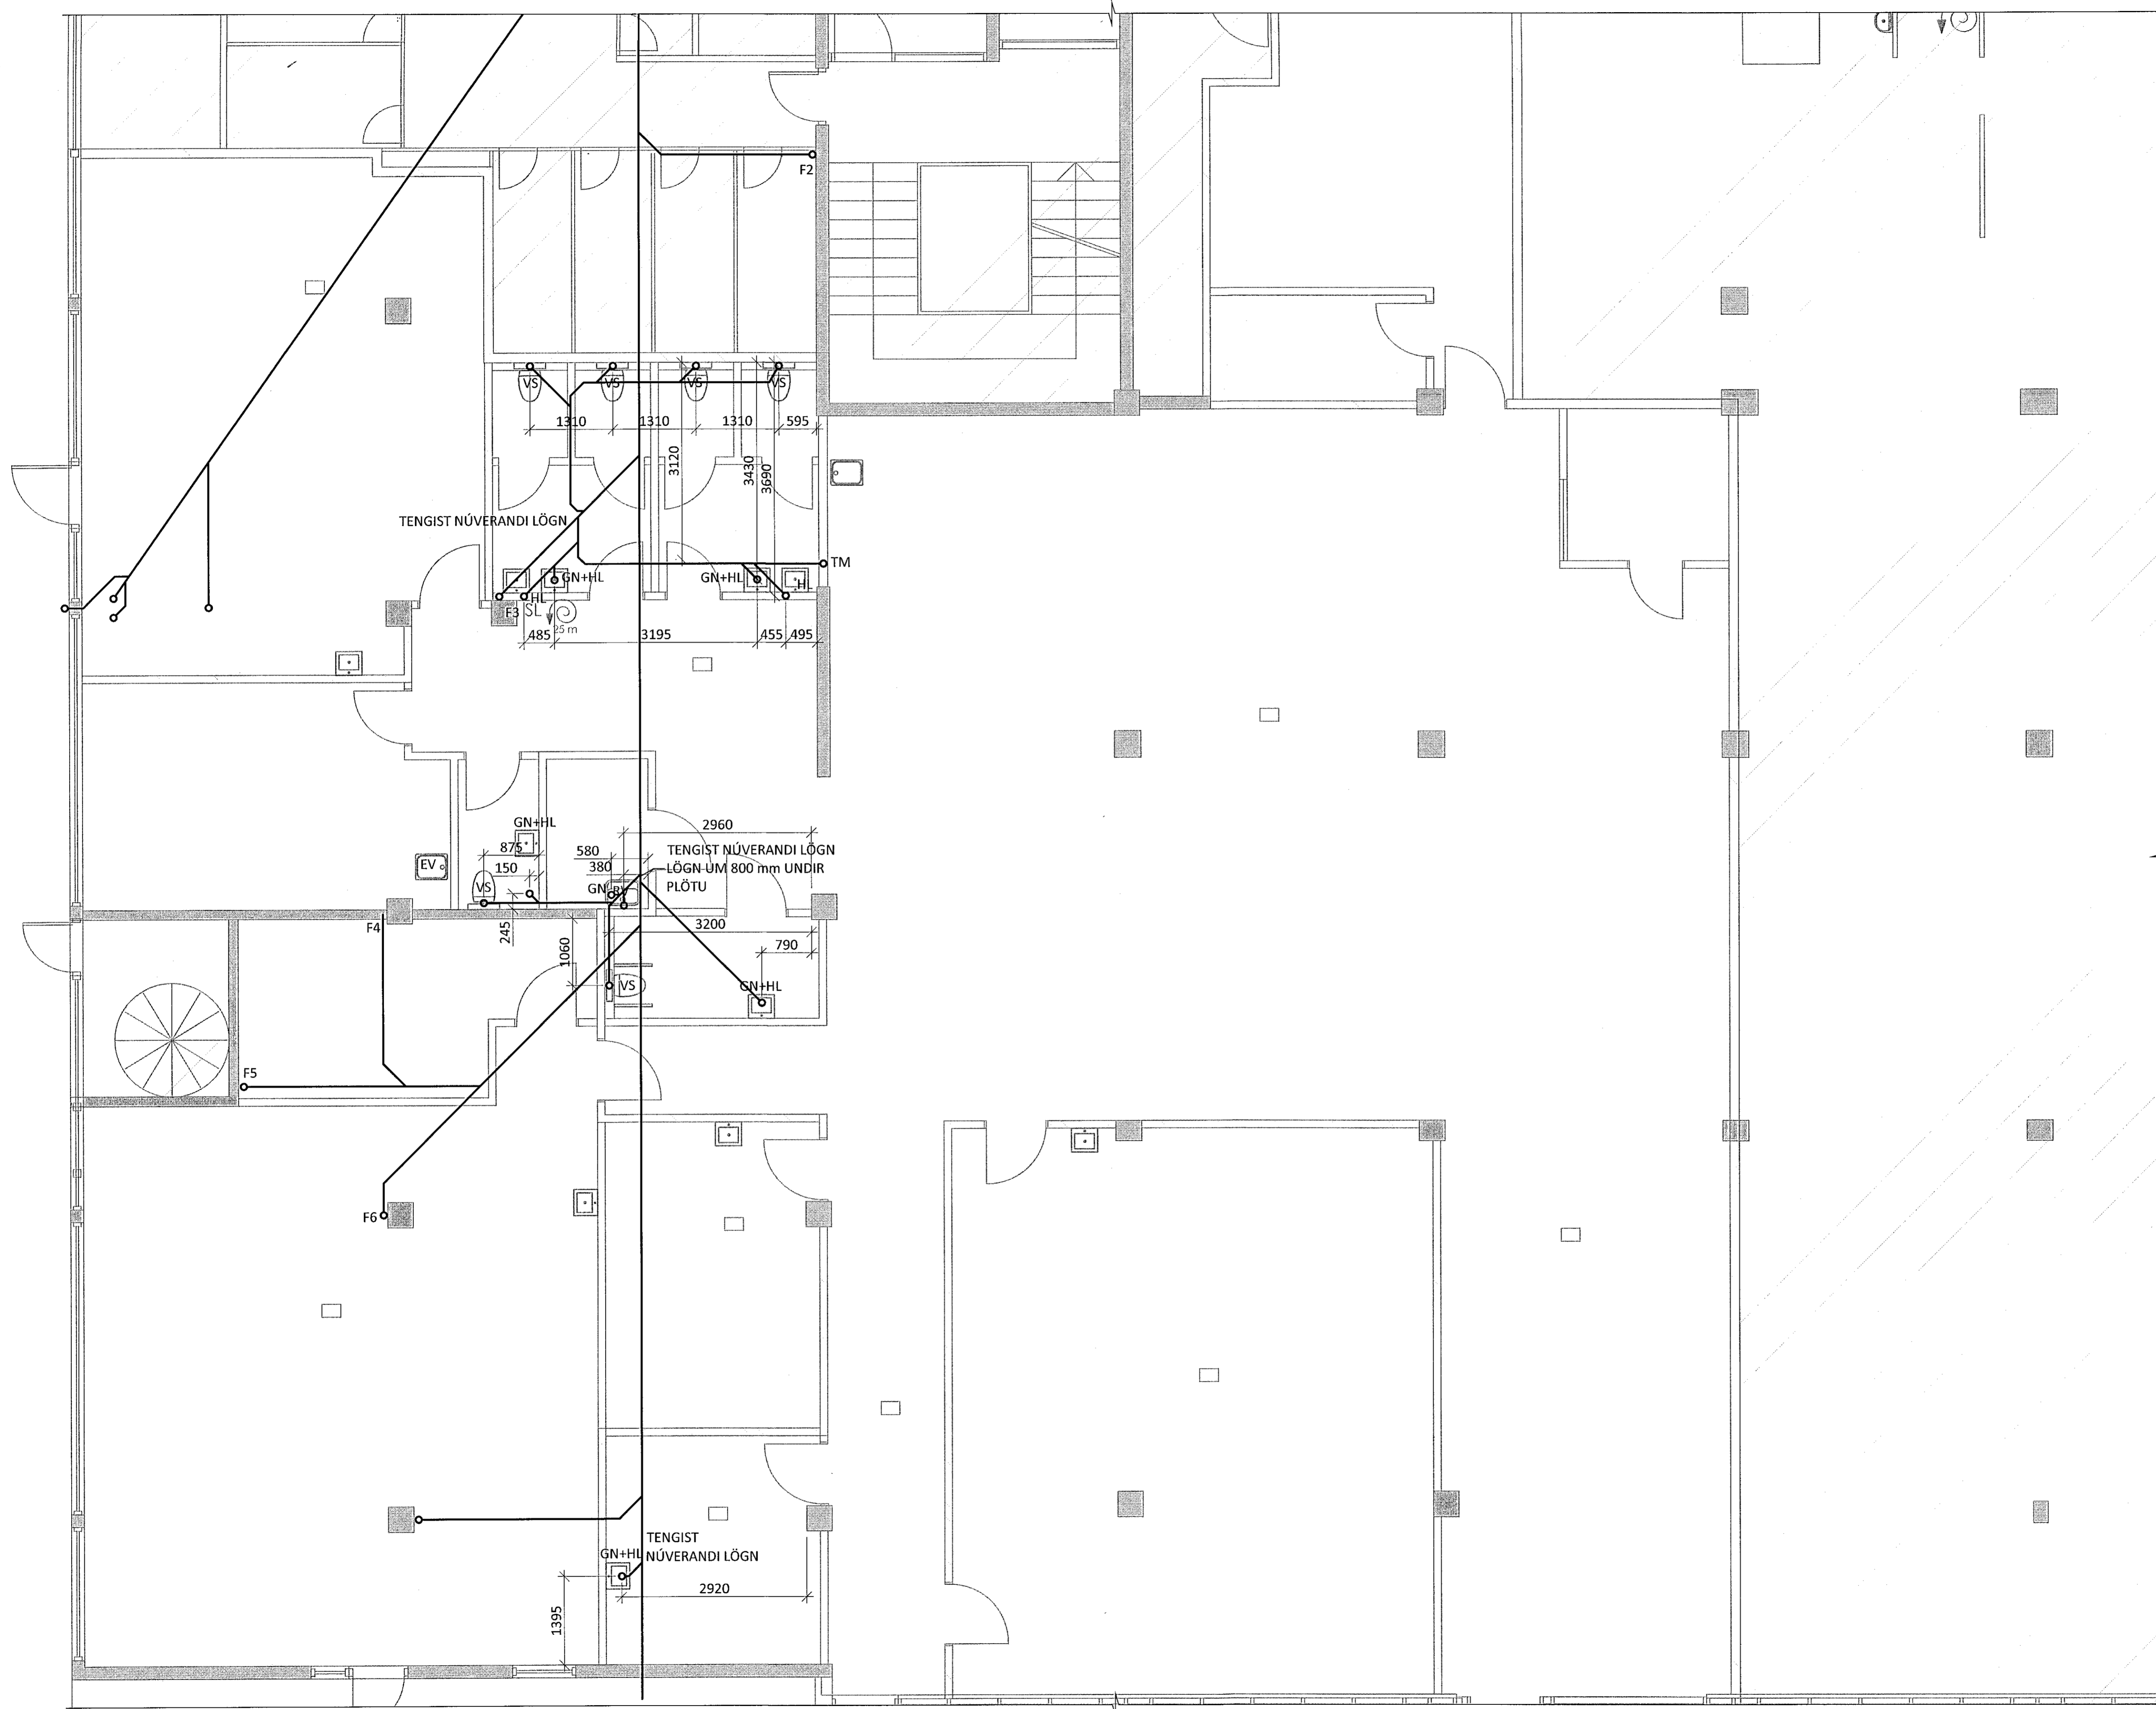 F2
VS
VS
VS
VS
1310
1310
1310
595
3120
3430
3690
TENGIST NÚVERANDI LÖGN
TM
GN+HL
GN+HL
HL
HL
F3
SL
25 m
485
3195
455
495
GN+HL
2960
875
580
TENGIST NÚVERANDI LÖGN
LÖGN UM 800 mm UNDIR
PLÖTU
150
380
EV
VS
GN
F4
245
3200
1060
790
VS
GN+HL
F5
F6
TENGIST
NÚVERANDI LÖGN
GN+HL
2920
1395